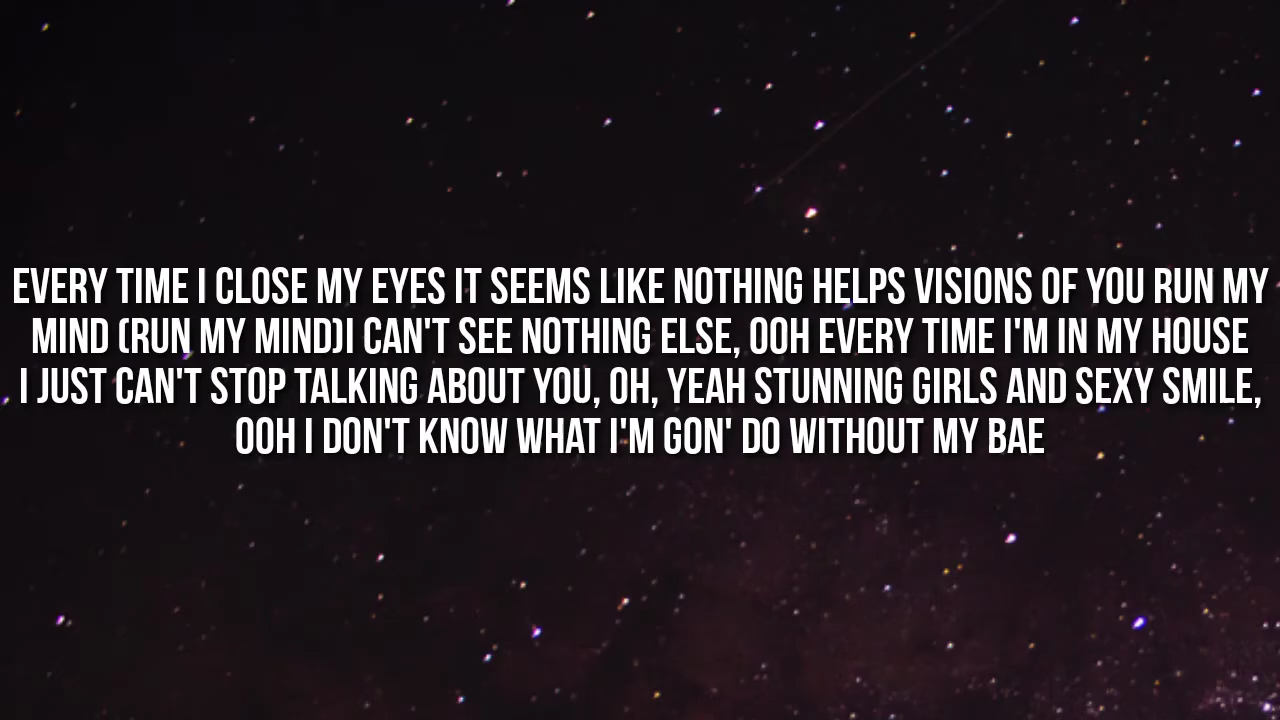 EVERY TIME I CLOSE MY EYES IT SEEMS LIKE NOTHING HELPS VISIONS OF YOU RUN MY
MIND (RUN MY MIND)I CAN'T SEE NOTHING ELSE, OOH EVERY TIME I'M IN MY HOUSE
I JUST CAN'T STOP TALKING ABOUT YOU, OH, YEAH STUNNING GIRLS AND SEXY SMILE,
OOH I DON'T KNOW WHAT I'M GON' DO WITHOUT MY BAE